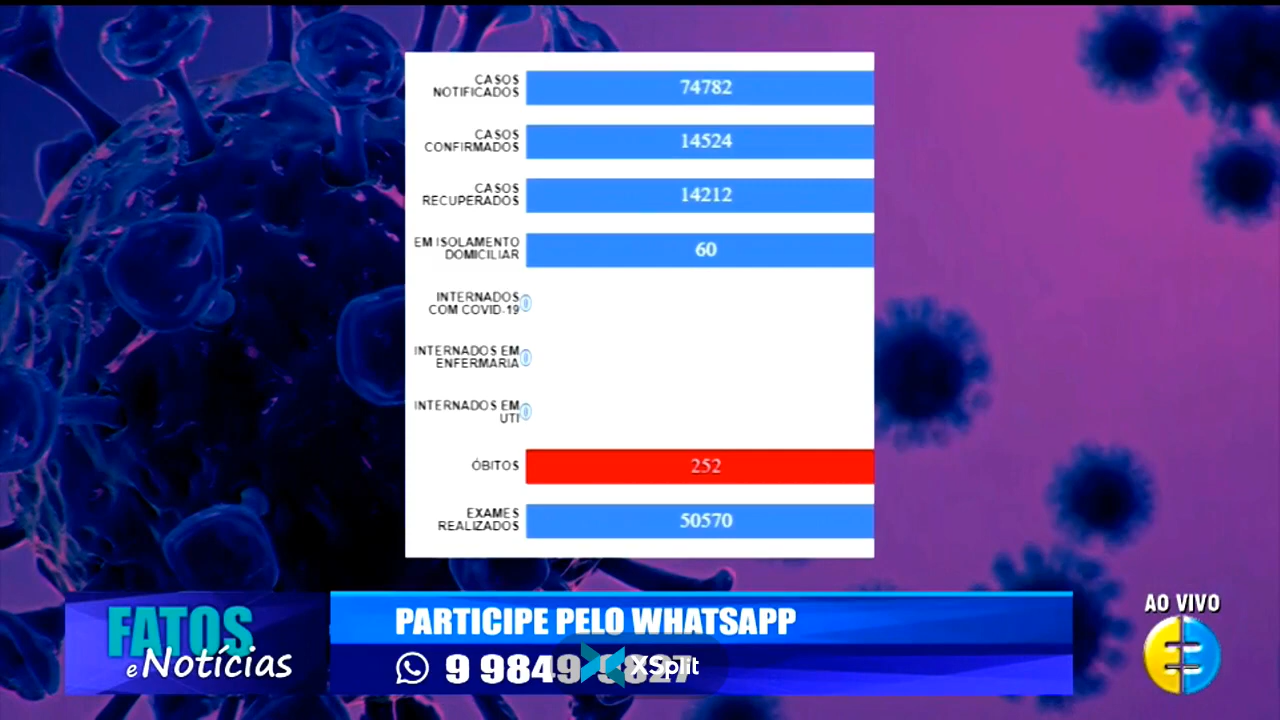 CASOS
NOTIFICADOS
74782
CASOS
CONFIRMADOS
14524
CASOS
RECUPERADOS
14212
EM ISOLAMENTO
DOMICILIAR
60
INTERNADOS
COM COVID-19
0
INTERNADOS EM
ENFERMARIA
0
INTERNADOS EM
UTI
0
ÓBITOS
252
EXAMES
REALIZADOS
50570
FATOS
e Notícias
PARTICIPE PELO WHATSAPP
9 9849
XSplit
AO VIVO